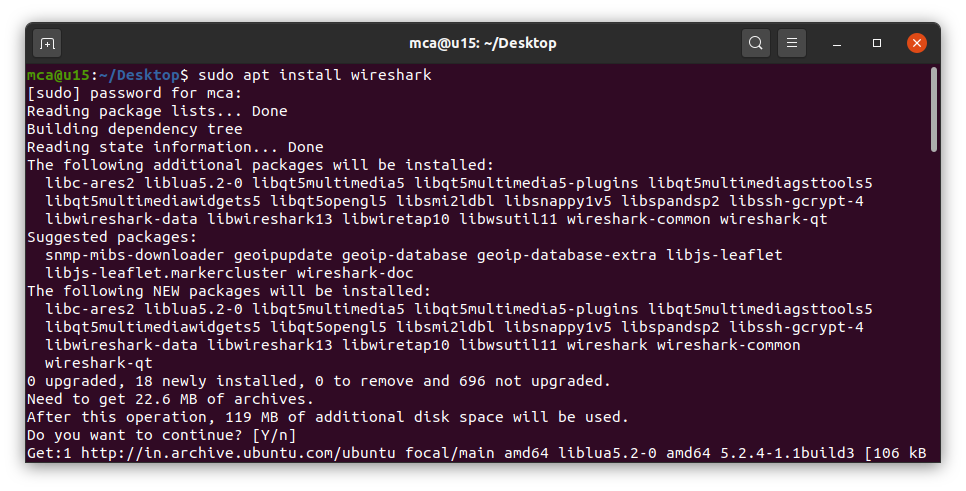 mca@u15: ~/Desktop
mca@u15:~/Desktop$ sudo apt install wireshark
[sudo] password for mca:
Reading package lists... Done
Building dependency tree
Reading state information... Done
The following additional packages will be installed:
  libc-ares2 liblua5.2-0 libqt5multimedia5 libqt5multimedia5-plugins libqt5multimediagsttools5
  libqt5multimediawidgets5 libqt5opengl5 libsmi2ldbl libsnappy1v5 libspandsp2 libssh-gcrypt-4
  libwireshark-data libwireshark13 libwiretap10 libwsutil11 wireshark-common wireshark-qt
Suggested packages:
  snmp-mibs-downloader geoipupdate geoip-database geoip-database-extra libjs-leaflet
  libjs-leaflet.markercluster wireshark-doc
The following NEW packages will be installed:
  libc-ares2 liblua5.2-0 libqt5multimedia5 libqt5multimedia5-plugins libqt5multimediagsttools5
  libqt5multimediawidgets5 libqt5opengl5 libsmi2ldbl libsnappy1v5 libspandsp2 libssh-gcrypt-4
  libwireshark-data libwireshark13 libwiretap10 libwsutil11 wireshark wireshark-common
  wireshark-qt
0 upgraded, 18 newly installed, 0 to remove and 696 not upgraded.
Need to get 22.6 MB of archives.
After this operation, 119 MB of additional disk space will be used.
Do you want to continue? [Y/n]
Get:1 http://in.archive.ubuntu.com/ubuntu focal/main amd64 liblua5.2-0 amd64 5.2.4-1.1build3 [106 kB